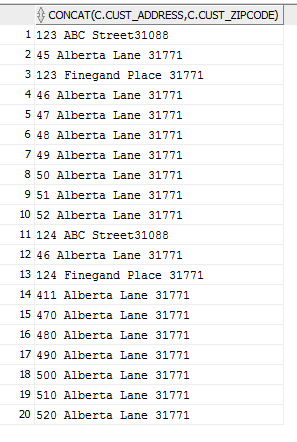 CONCAT(C.CUST_ADDRESS,C.CUST_ZIPCODE)
1 123 ABC Street31088
2 45 Alberta Lane 31771
3 123 Finegand Place 31771
4 46 Alberta Lane 31771
5 47 Alberta Lane 31771
6 48 Alberta Lane 31771
7 49 Alberta Lane 31771
8 50 Alberta Lane 31771
9 51 Alberta Lane 31771
10 52 Alberta Lane 31771
11 124 ABC Street31088
12 46 Alberta Lane 31771
13 124 Finegand Place 31771
14 411 Alberta Lane 31771
15 470 Alberta Lane 31771
16 480 Alberta Lane 31771
17 490 Alberta Lane 31771
18 500 Alberta Lane 31771
19 510 Alberta Lane 31771
20 520 Alberta Lane 31771